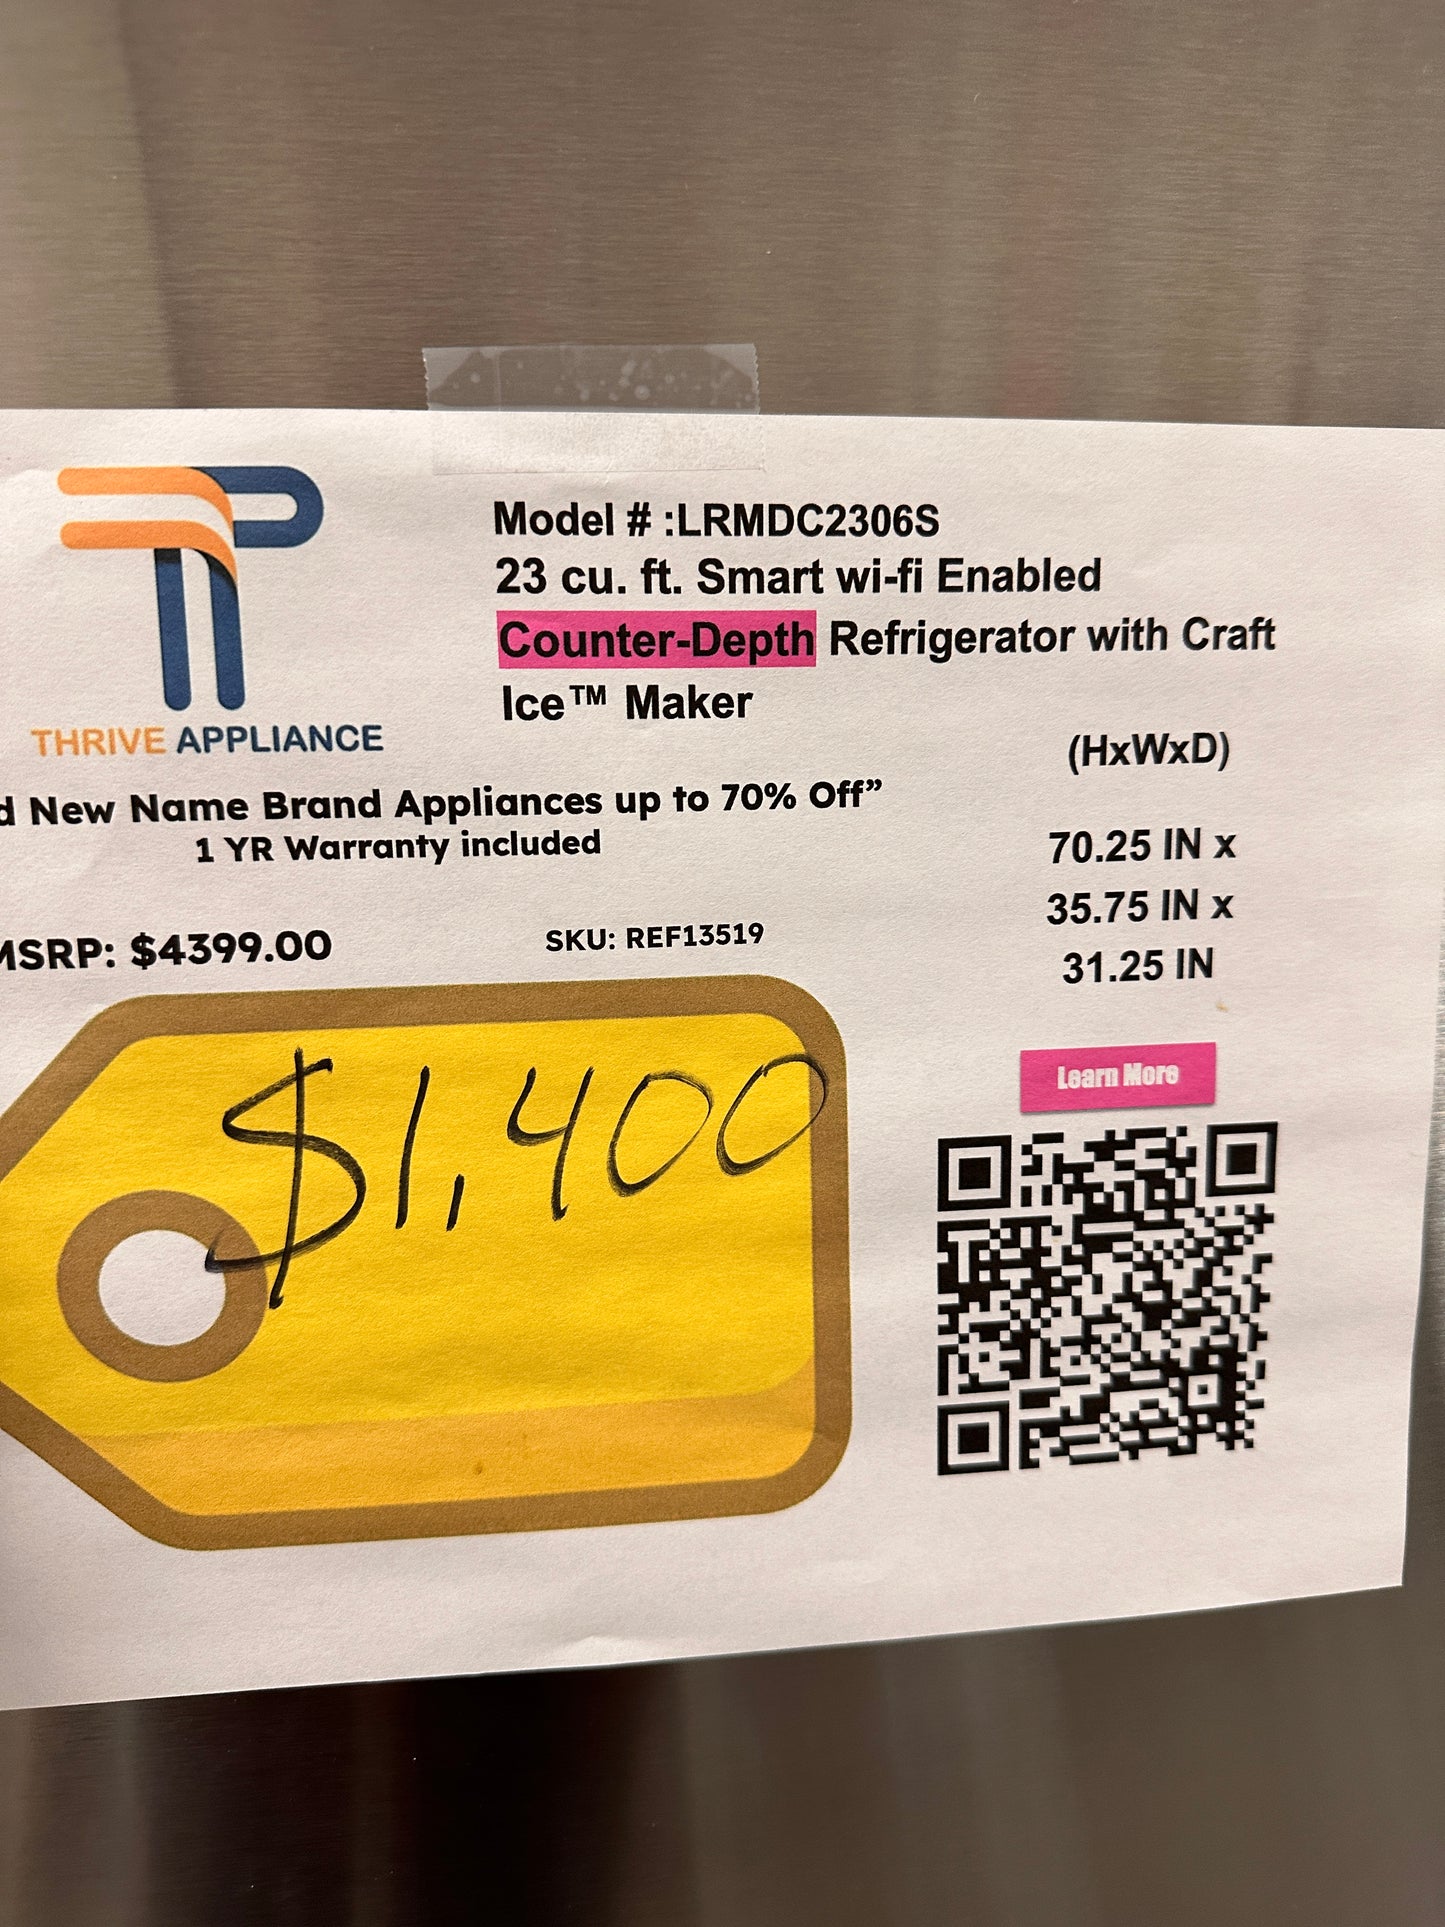 Model # :LRMDC2306S
23 cu. ft. Smart wi-fi Enabled
Counter-Depth Refrigerator with Craft
Ice™ Maker
THRIVE APPLIANCE
(HxWxD)
d New Name Brand Appliances up to 70% Off”
1 YR Warranty included
70.25 IN x
35.75 IN x
31.25 IN
MSRP: $4399.00
SKU: REF13519
$1,400
Learn More